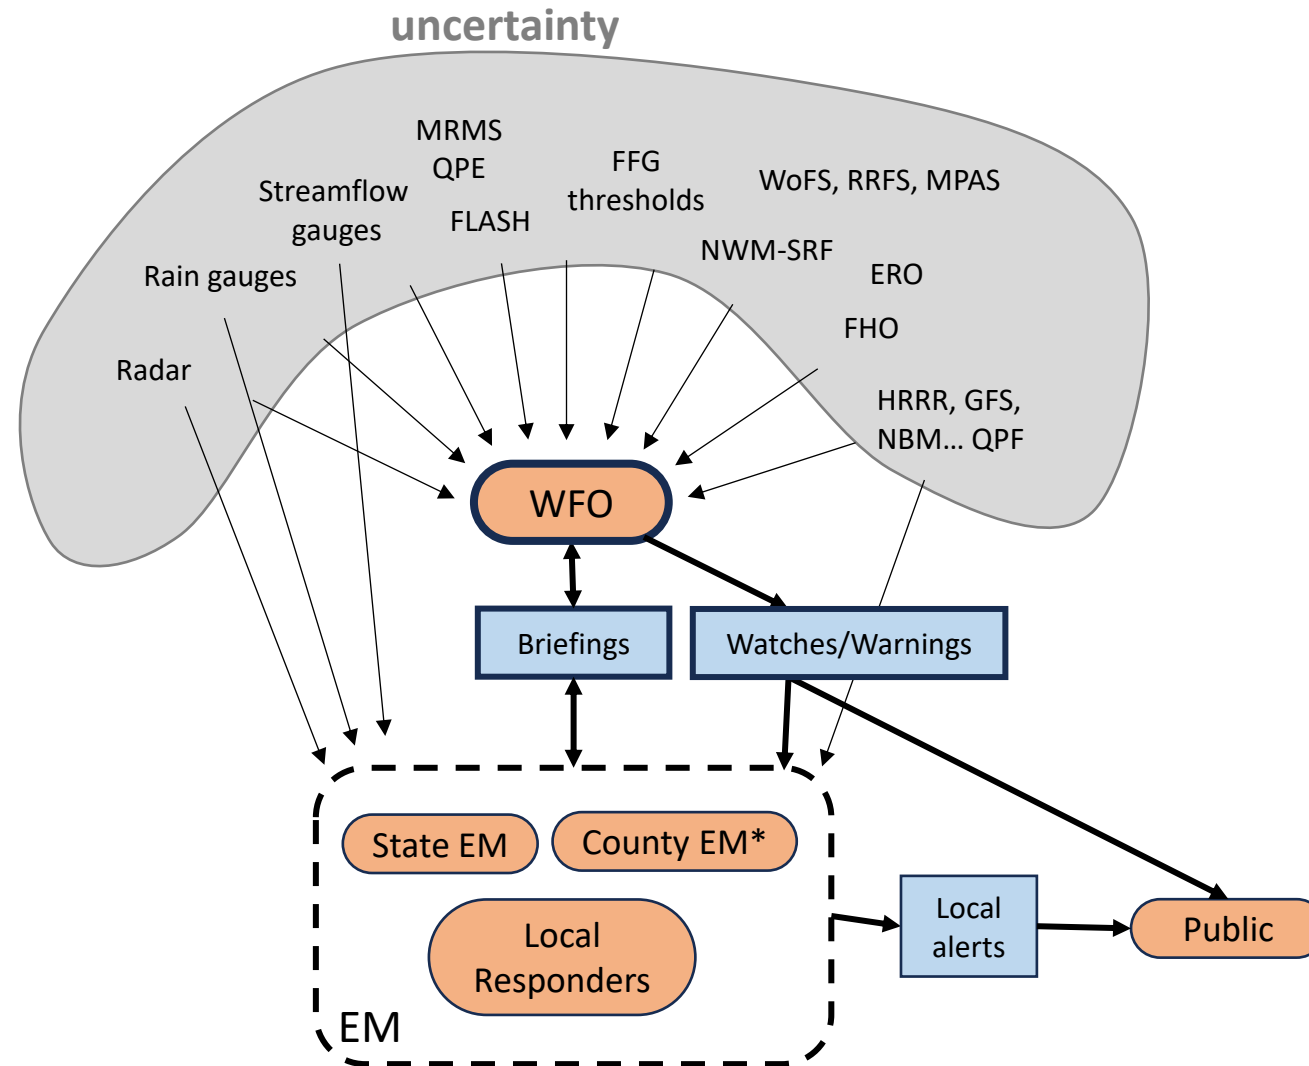 uncertainty
MRMS
QPE
FLASH
FFG
thresholds
WoFS, RRFS, MPAS
Streamflow
gauges
NWM-SRF
Rain gauges
ERO
FHO
Radar
HRRR, GFS,
NBM... QPF
WFO
Briefings
Watches/Warnings
State EM
County EM*
Local
Responders
EM
Local
alerts
Public